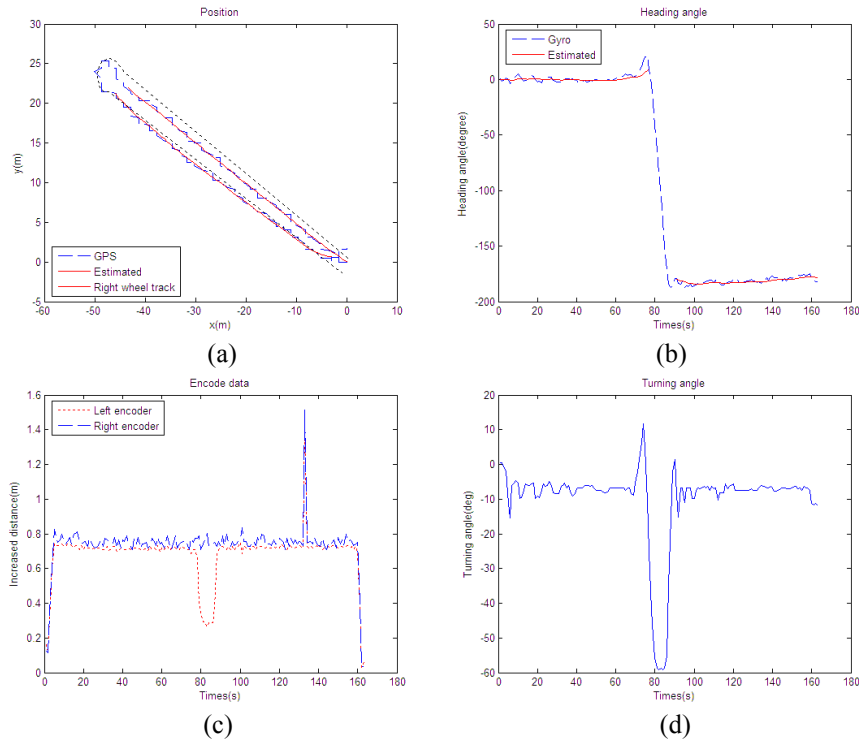 Position
y(m)
30
25
20
15
10
5
0
-5
GPS
Estimated
Right wheel track
-60 -50 -40 -30 -20 -10 0 10
x(m)
(a)
Heading angle
Heading angle(degree)
50
0
-50
-100
-150
-200
Gyro
Estimated
0 20 40 60 80 100 120 140 160 180
Times(s)
(b)
Encode data
Increased distance(m)
1.6
1.4
1.2
1
0.8
0.6
0.4
0.2
0
Left encoder
Right encoder
0 20 40 60 80 100 120 140 160 180
Times(s)
(c)
Turning angle
Turning angle(deg)
20
10
0
-10
-20
-30
-40
-50
-60
0 20 40 60 80 100 120 140 160 180
Times(s)
(d)